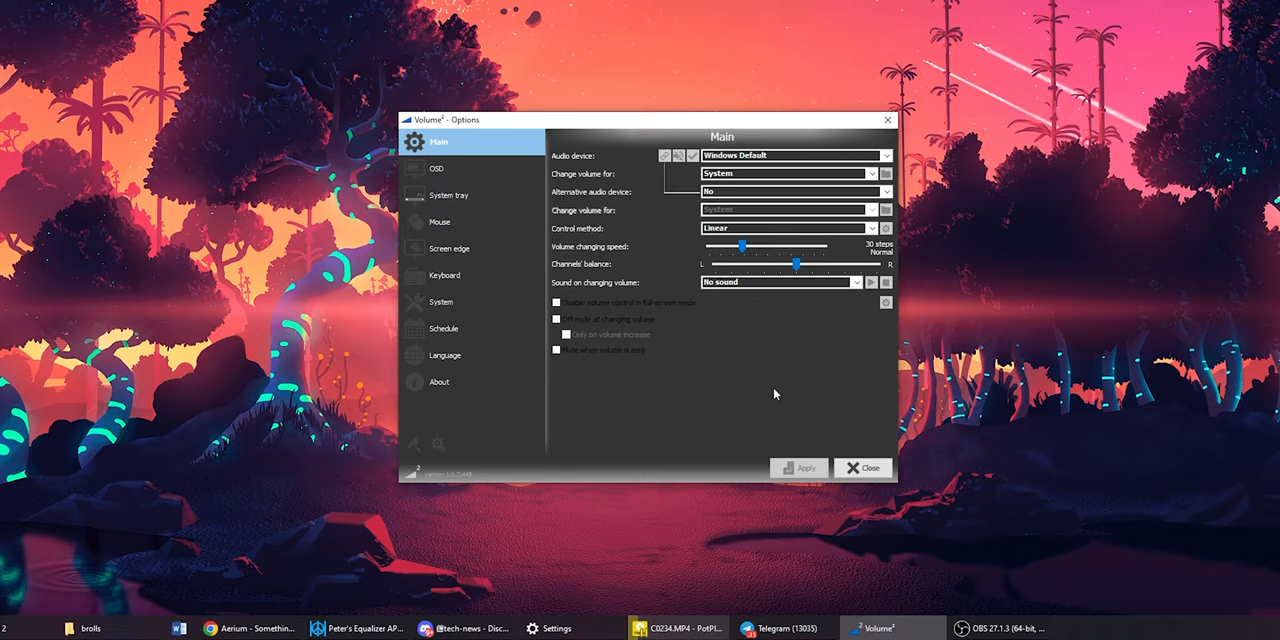 Volume² - Options
Main
OSD
System tray
Mouse
Screen edge
Keyboard
System
Schedule
Language
About
Main
Audio device:
Windows Default
Change volume for:
System
Alternative audio device:
No
Change volume for:
System
Control method:
Linear
Volume changing speed:
30 steps
Normal
Channels' balance:
L
R
Sound on changing volume:
No sound
Disable volume control in full-screen mode
Off mute at changing volume
Only on volume increase
Mute when volume is zero
2
Apply
Close
2
brolls
Aerium - Somethin...
Peter's Equalizer AP...
tech-news - Disc...
Settings
C0234.MP4 - PotPl...
Telegram (13035)
2
Volume²
OBS 27.1.3 (64-bit, ...